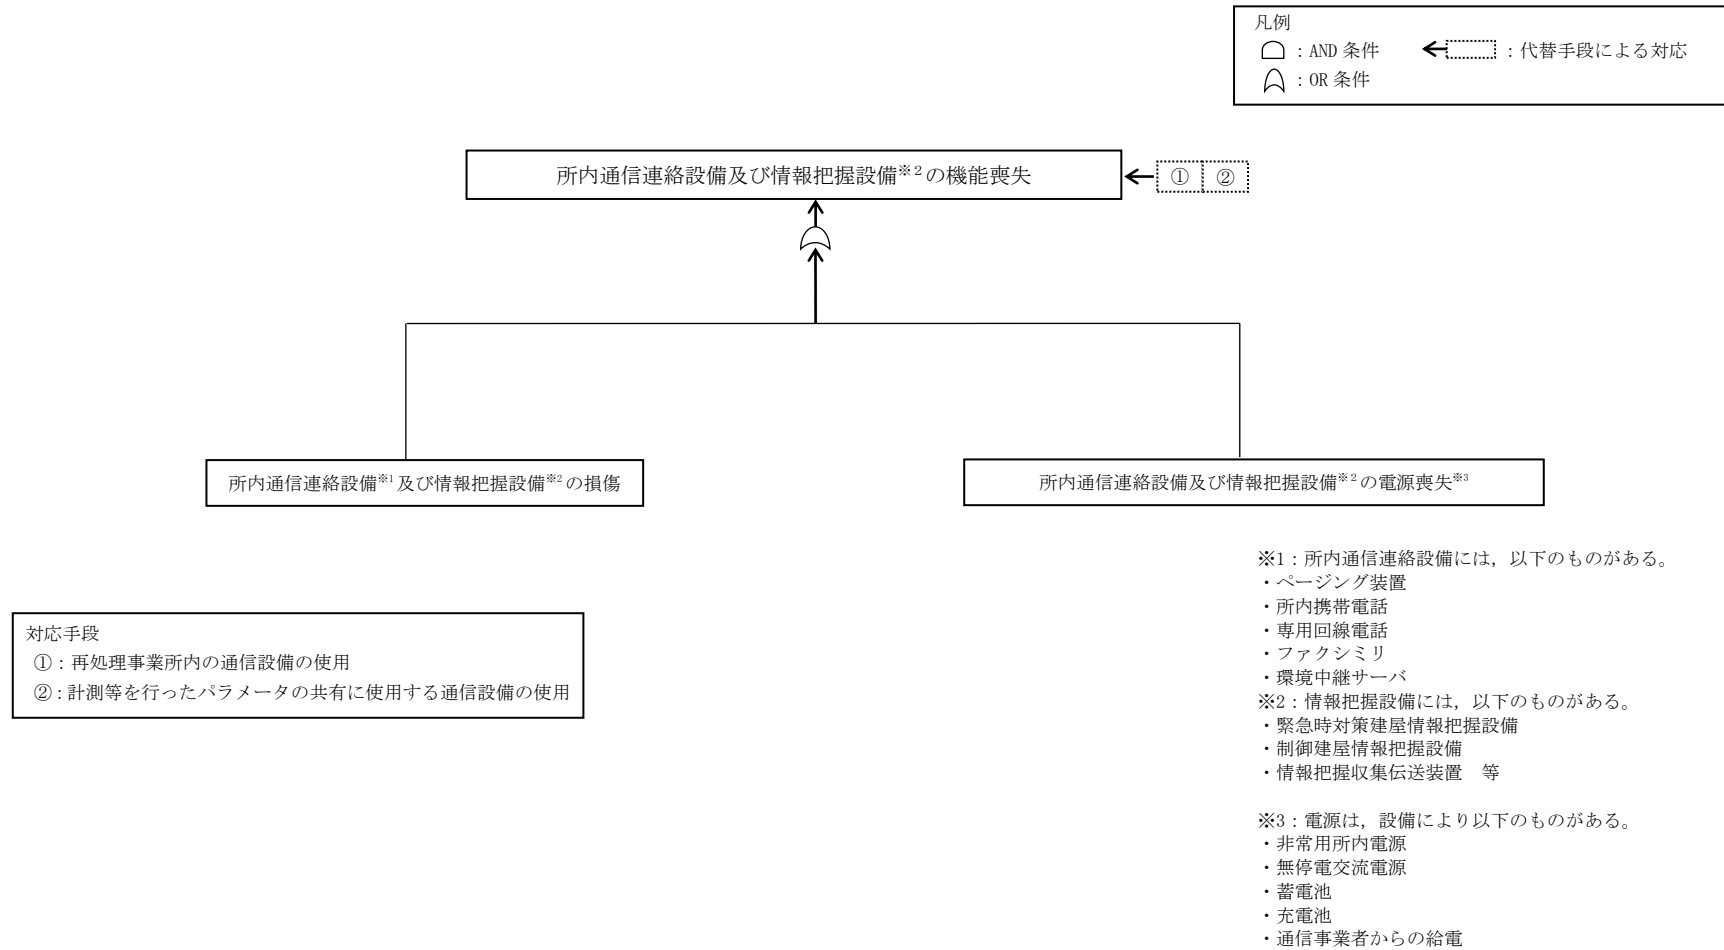 凡例
：AND 条件
：代替手段による対応
：OR 条件
所内通信連絡設備及び情報把握設備※2の機能喪失
① ②
所内通信連絡設備※1及び情報把握設備※2の損傷
所内通信連絡設備及び情報把握設備※2の電源喪失※3
対応手段
①：再処理事業所内の通信設備の使用
②：計測等を行ったパラメータの共有に使用する通信設備の使用
※1：所内通信連絡設備には，以下のものがある。
・ページング装置
・所内携帯電話
・専用回線電話
・ファクシミリ
・環境中継サーバ
※2：情報把握設備には，以下のものがある。
・緊急時対策建屋情報把握設備
・制御建屋情報把握設備
・情報把握収集伝送装置　等
※3：電源は，設備により以下のものがある。
・非常用所内電源
・無停電交流電源
・蓄電池
・充電池
・通信事業者からの給電